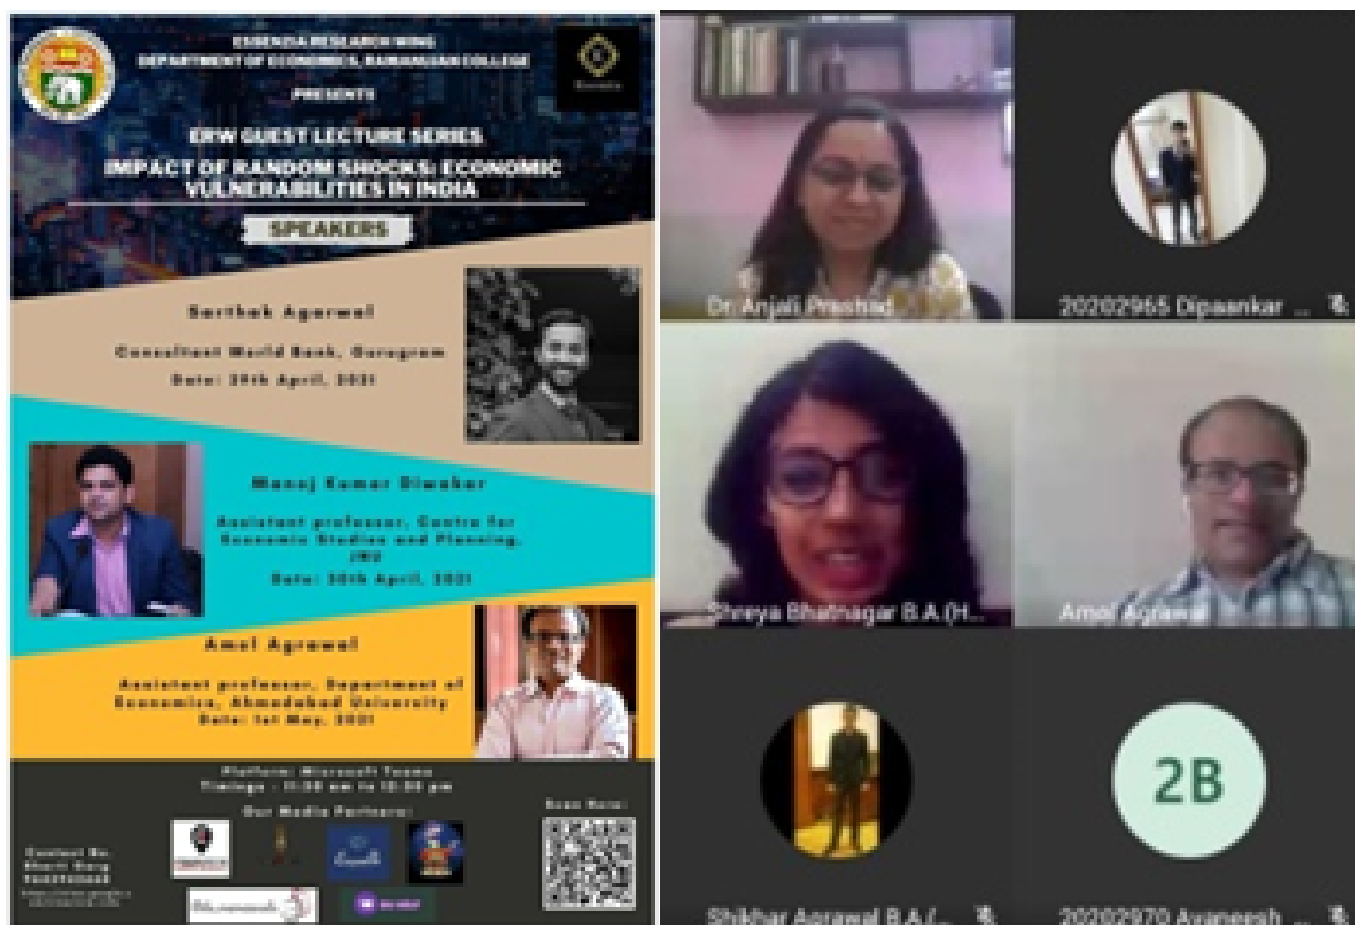 ESSENZIA RESEARCH WING
DEPARTMENT OF ECONOMICS, RAMANUJAN COLLEGE
PRESENTS
ERW GUEST LECTURE SERIES
IMPACT OF RANDOM SHOCKS: ECONOMIC
VULNERABILITIES IN INDIA
SPEAKERS
Sarthak Agarwal
Consultant World Bank, Gurugram
Date: 29th April, 2021
Manoj Kumar Diwakar
Assistant professor, Centre for
Economic Studies and Planning,
JNU
Date: 30th April, 2021
Amol Agrawal
Assistant professor, Department of
Economics, Ahmedabad University
Date: 1st May, 2021
Platform: Microsoft Teams
Timings - 11:30 am to 12:30 pm
Our Media Partners:
Scan Here:
Dr. Anjali Prashad
20202965 Dipaankar ...
Shreya Bhatnagar B.A.(H...
Amol Agrawal
2B
Shikhar Agrawal B.A./...
20202970 Avaneesh ...